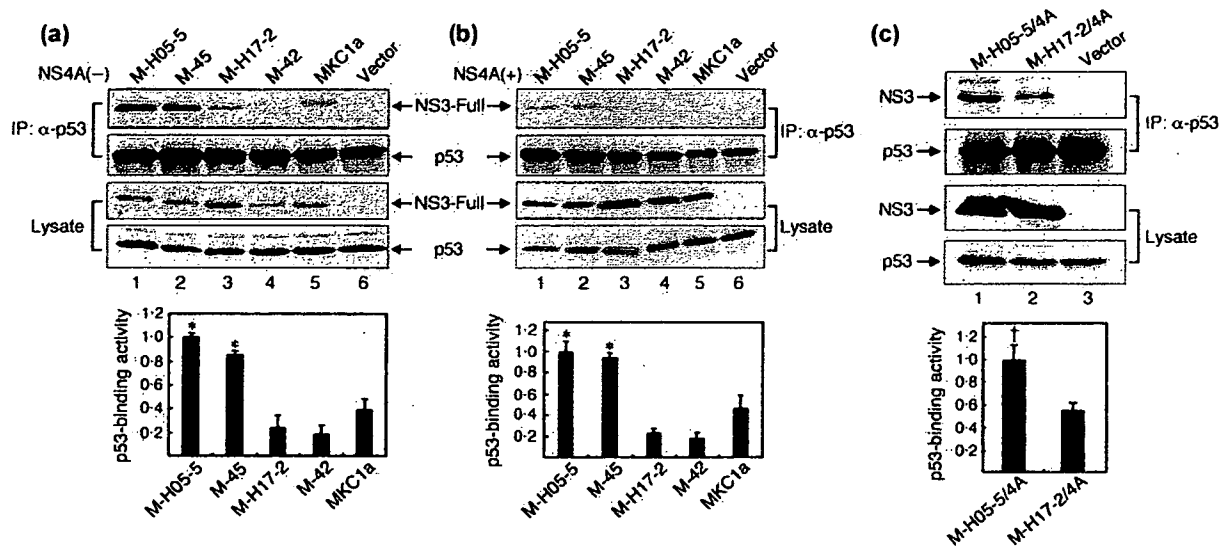 (a)
M-H05-5 M-45 M-H17-2 M-42 MKC1a Vector
NS4A(−)
IP: α-p53
NS3-Full
p53
Lysate
NS3-Full
p53
1 2 3 4 5 6
p53-binding activity
1·2
1·0
0·8
0·6
0·4
0·2
* *
M-H05-5 M-45 M-H17-2 M-42 MKC1a
(b)
M-H05-5 M-45 M-H17-2 M-42 MKC1a Vector
NS4A(+)
IP: α-p53
Lysate
1 2 3 4 5 6
p53-binding activity
1·2
1·0
0·8
0·6
0·4
0·2
* *
M-H05-5 M-45 M-H17-2 M-42 MKC1a
(c)
M-H05-5/4A M-H17-2/4A Vector
NS3
p53
IP: α-p53
NS3
p53
Lysate
1 2 3
p53-binding activity
1·2
1·0
0·8
0·6
0·4
0·2
†
M-H05-5/4A M-H17-2/4A